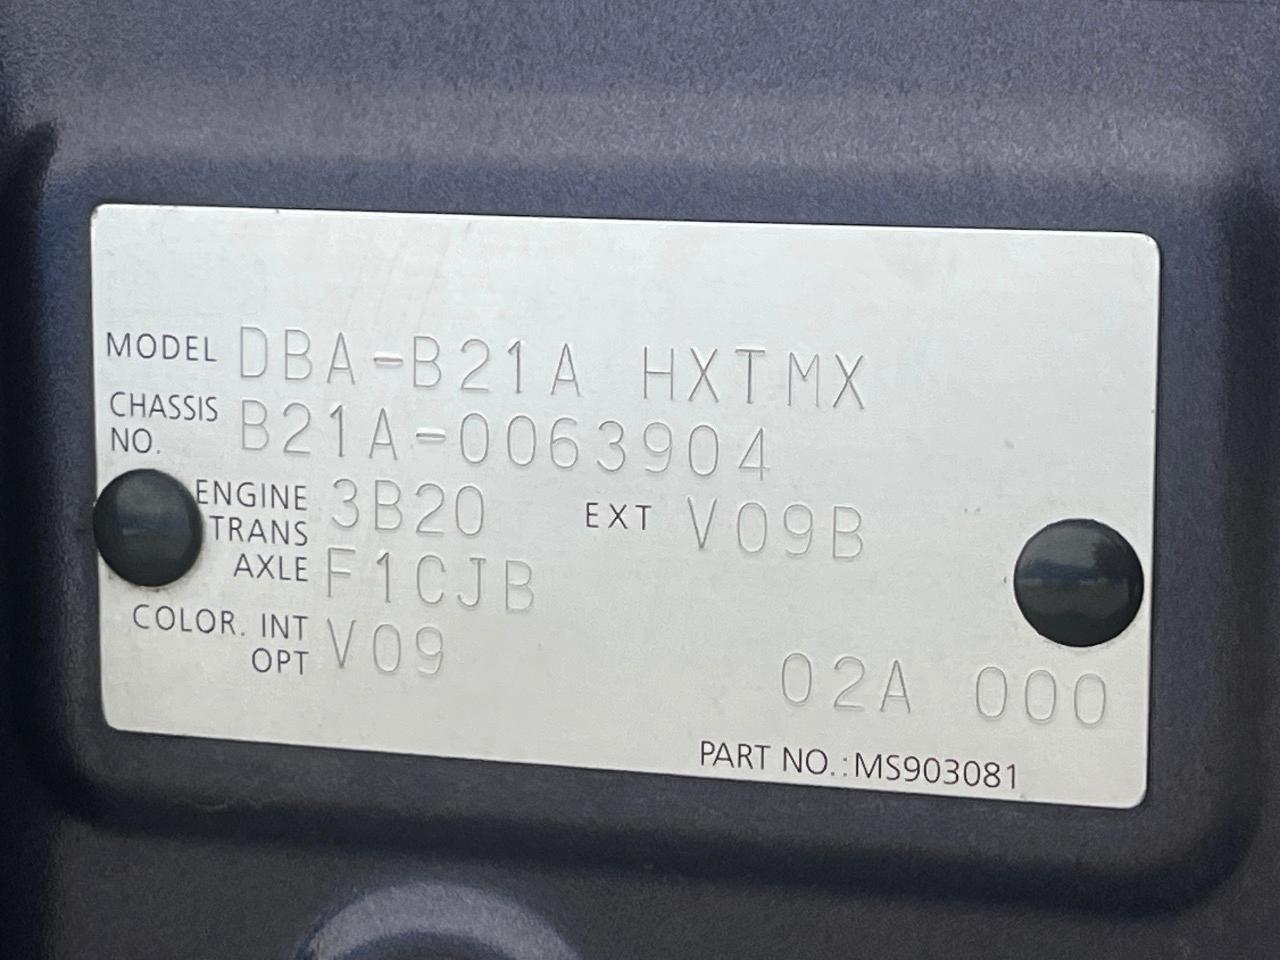 MODEL DBA-B21A HXTMX
CHASSIS NO. B21A-0063904
ENGINE 3B20 EXT V09B
TRANS AXLE F1CJB
COLOR. INT OPT V09
02A 000
PART NO.:MS903081